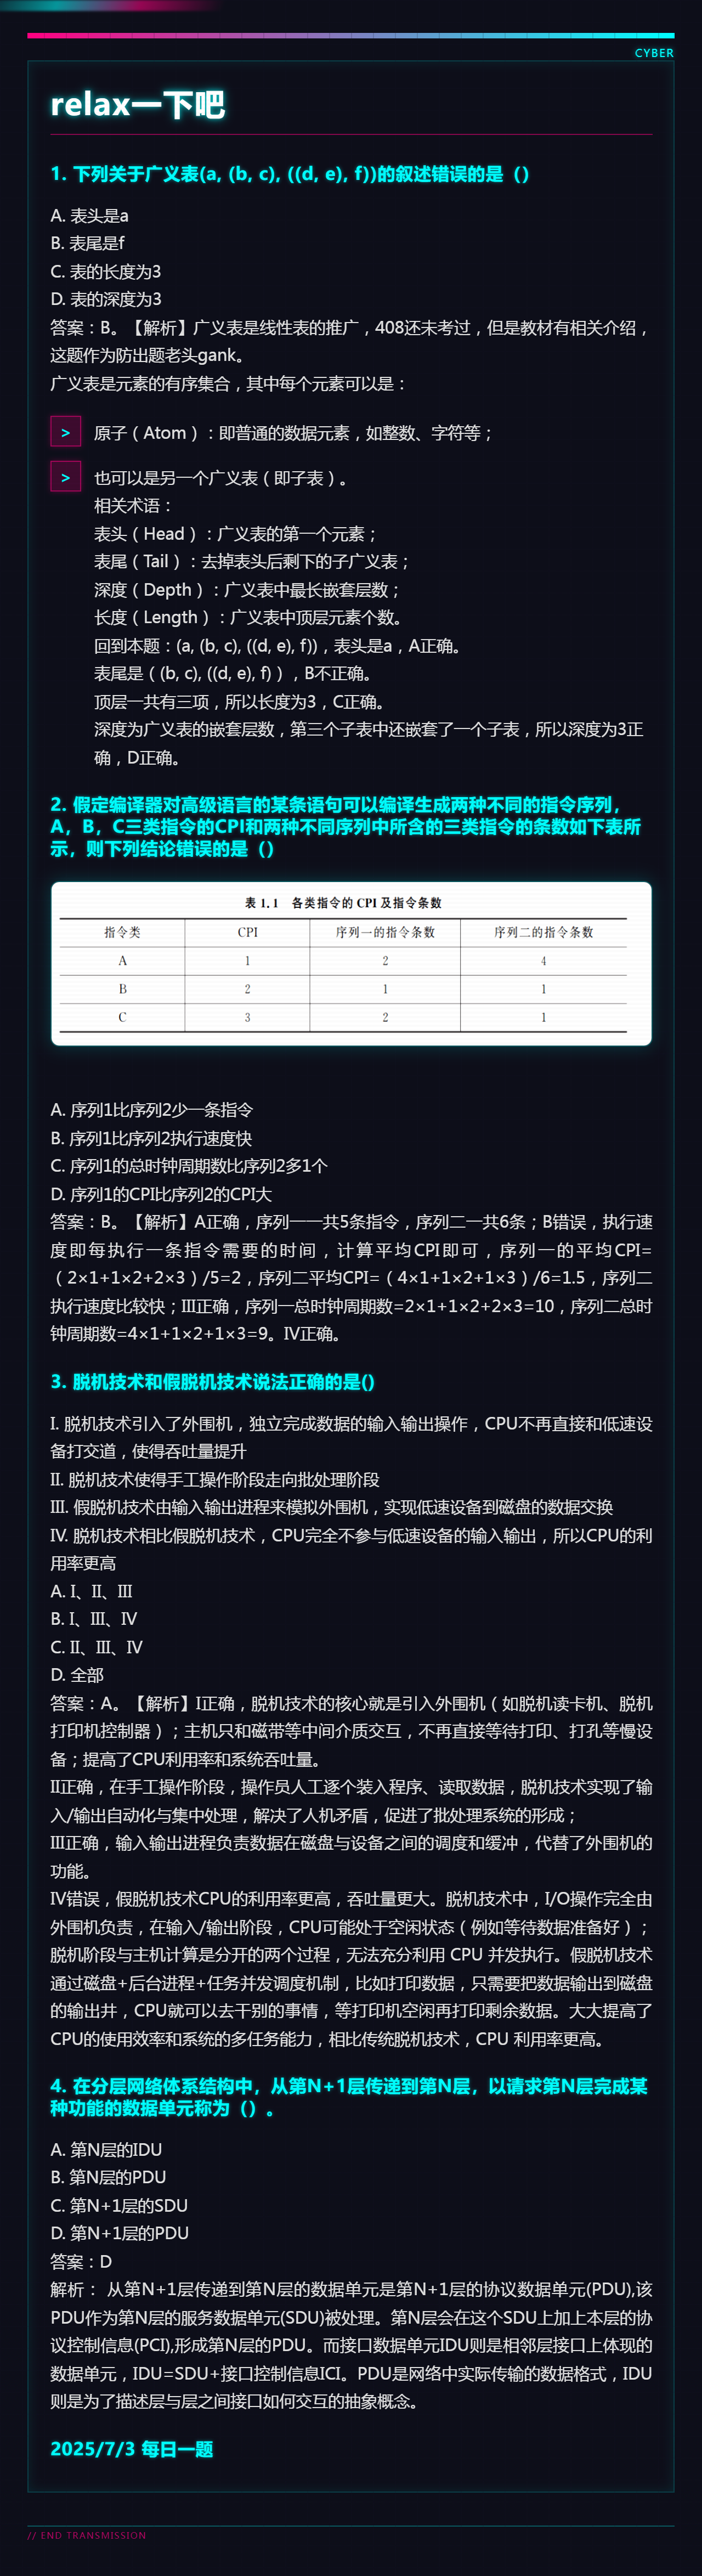 CYBER
relax一下吧
1. 下列关于广义表(a, (b, c), ((d, e), f))的叙述错误的是（）
A. 表头是a
B. 表尾是f
C. 表的长度为3
D. 表的深度为3
答案：B。【解析】广义表是线性表的推广，408还未考过，但是教材有相关介绍，
这题作为防出题老头gank。
广义表是元素的有序集合，其中每个元素可以是：
> 原子（Atom）：即普通的数据元素，如整数、字符等；
> 也可以是另一个广义表（即子表）。
相关术语：
表头（Head）：广义表的第一个元素；
表尾（Tail）：去掉表头后剩下的子广义表；
深度（Depth）：广义表中最长嵌套层数；
长度（Length）：广义表中顶层元素个数。
回到本题：(a, (b, c), ((d, e), f))，表头是a，A正确。
表尾是（(b, c), ((d, e), f)），B不正确。
顶层一共有三项，所以长度为3，C正确。
深度为广义表的嵌套层数，第三个子表中还嵌套了一个子表，所以深度为3正
确，D正确。
2. 假定编译器对高级语言的某条语句可以编译生成两种不同的指令序列，
A，B，C三类指令的CPI和两种不同序列中所含的三类指令的条数如下表所
示，则下列结论错误的是（）
表 1.1 各类指令的 CPI 及指令条数
指令类 CPI 序列一的指令条数 序列二的指令条数
A 1 2 4
B 2 1 1
C 3 2 1
A. 序列1比序列2少一条指令
B. 序列1比序列2执行速度快
C. 序列1的总时钟周期数比序列2多1个
D. 序列1的CPI比序列2的CPI大
答案：B。【解析】A正确，序列一一共5条指令，序列二一共6条；B错误，执行速
度即每执行一条指令需要的时间，计算平均CPI即可，序列一的平均CPI=
（2×1+1×2+2×3）/5=2，序列二平均CPI=（4×1+1×2+1×3）/6=1.5，序列二
执行速度比较快；III正确，序列一总时钟周期数=2×1+1×2+2×3=10，序列二总时
钟周期数=4×1+1×2+1×3=9。IV正确。
3. 脱机技术和假脱机技术说法正确的是()
I. 脱机技术引入了外围机，独立完成数据的输入输出操作，CPU不再直接和低速设
备打交道，使得吞吐量提升
II. 脱机技术使得手工操作阶段走向批处理阶段
III. 假脱机技术由输入输出进程来模拟外围机，实现低速设备到磁盘的数据交换
IV. 脱机技术相比假脱机技术，CPU完全不参与低速设备的输入输出，所以CPU的利
用率更高
A. I、II、III
B. I、III、IV
C. II、III、IV
D. 全部
答案：A。【解析】I正确，脱机技术的核心就是引入外围机（如脱机读卡机、脱机
打印机控制器）；主机只和磁带等中间介质交互，不再直接等待打印、打孔等慢设
备；提高了CPU利用率和系统吞吐量。
II正确，在手工操作阶段，操作员人工逐个装入程序、读取数据，脱机技术实现了输
入/输出自动化与集中处理，解决了人机矛盾，促进了批处理系统的形成；
III正确，输入输出进程负责数据在磁盘与设备之间的调度和缓冲，代替了外围机的
功能。
IV错误，假脱机技术CPU的利用率更高，吞吐量更大。脱机技术中，I/O操作完全由
外围机负责，在输入/输出阶段，CPU可能处于空闲状态（例如等待数据准备好）；
脱机阶段与主机计算是分开的两个过程，无法充分利用 CPU 并发执行。假脱机技术
通过磁盘+后台进程+任务并发调度机制，比如打印数据，只需要把数据输出到磁盘
的输出井，CPU就可以去干别的事情，等打印机空闲再打印剩余数据。大大提高了
CPU的使用效率和系统的多任务能力，相比传统脱机技术，CPU 利用率更高。
4. 在分层网络体系结构中，从第N+1层传递到第N层，以请求第N层完成某
种功能的数据单元称为（）。
A. 第N层的IDU
B. 第N层的PDU
C. 第N+1层的SDU
D. 第N+1层的PDU
答案：D
解析： 从第N+1层传递到第N层的数据单元是第N+1层的协议数据单元(PDU),该
PDU作为第N层的服务数据单元(SDU)被处理。第N层会在这个SDU上加上本层的协
议控制信息(PCI),形成第N层的PDU。而接口数据单元IDU则是相邻层接口上体现的
数据单元，IDU=SDU+接口控制信息ICI。PDU是网络中实际传输的数据格式，IDU
则是为了描述层与层之间接口如何交互的抽象概念。
2025/7/3 每日一题
// END TRANSMISSION